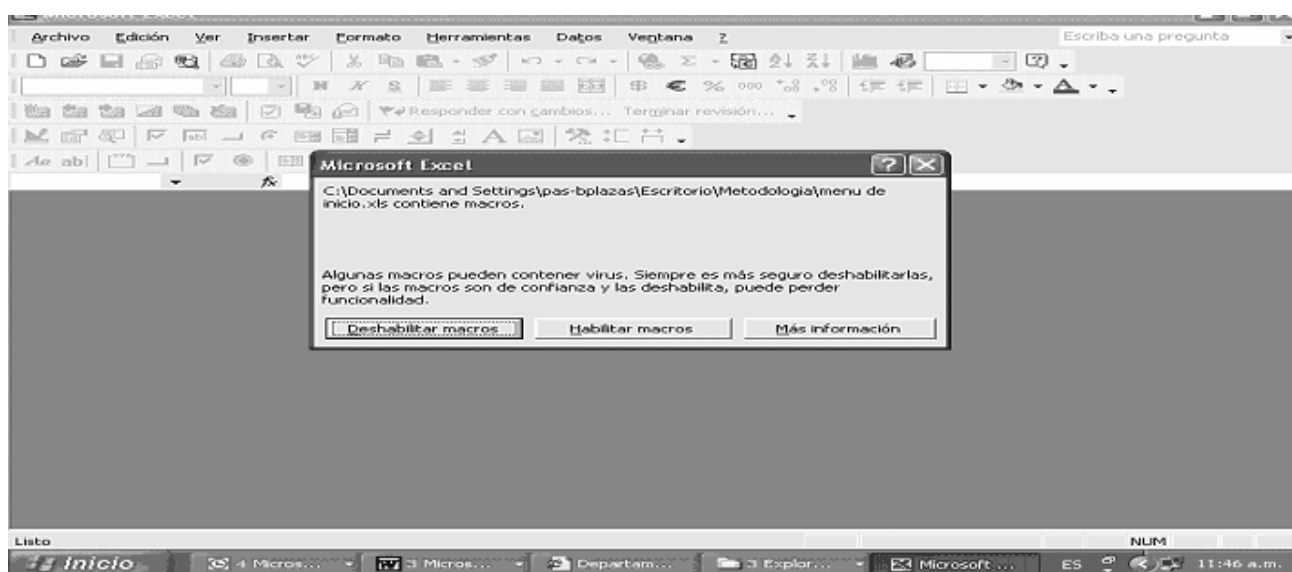 Archivo Edición Ver Insertar Formato Herramientas Datos Ventana ? Escriba una pregunta
N K S € % 000
Responder con cambios... Terminar revisión...
ab|
fx
Microsoft Excel
C:\Documents and Settings\pas-bplazas\Escritorio\Metodologia\menu de
inicio.xls contiene macros.
Algunas macros pueden contener virus. Siempre es más seguro deshabilitarlas,
pero si las macros son de confianza y las deshabilita, puede perder
funcionalidad.
Deshabilitar macros Habilitar macros Más información
Listo NUM
Inicio 4 Micros... 3 Micros... Departam... 3 Explor... Microsoft ... ES 11:46 a.m.